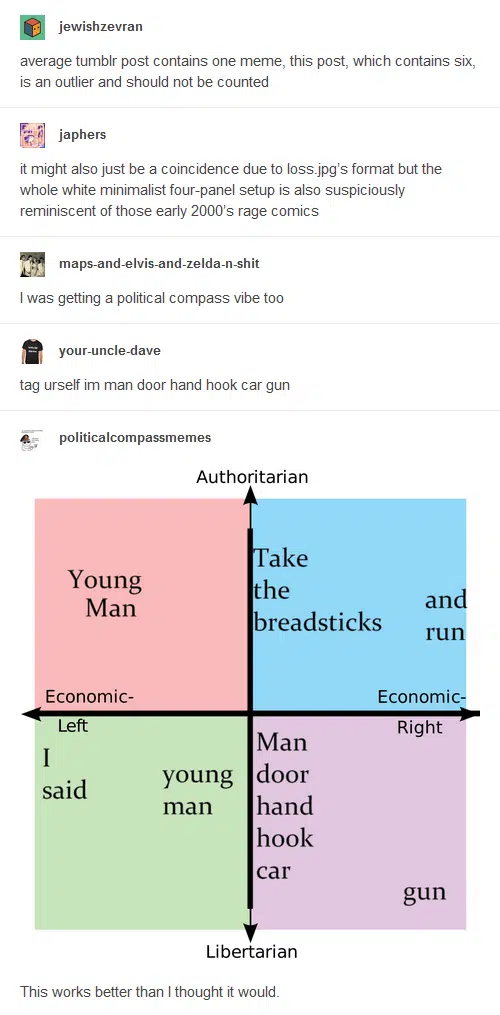 jewishzevran
average tumblr post contains one meme, this post, which contains six,
is an outlier and should not be counted
japhers
it might also just be a coincidence due to loss.jpg’s format but the
whole white minimalist four-panel setup is also suspiciously
reminiscent of those early 2000’s rage comics
maps-and-elvis-and-zelda-n-shit
I was getting a political compass vibe too
your-uncle-dave
tag urself im man door hand hook car gun
politicalcompassmemes
Authoritarian
Young
Man
Take
the
breadsticks
and
run
Economic-
Left
Economic-
Right
I
said
young
man
Man
door
hand
hook
car
gun
Libertarian
This works better than I thought it would.